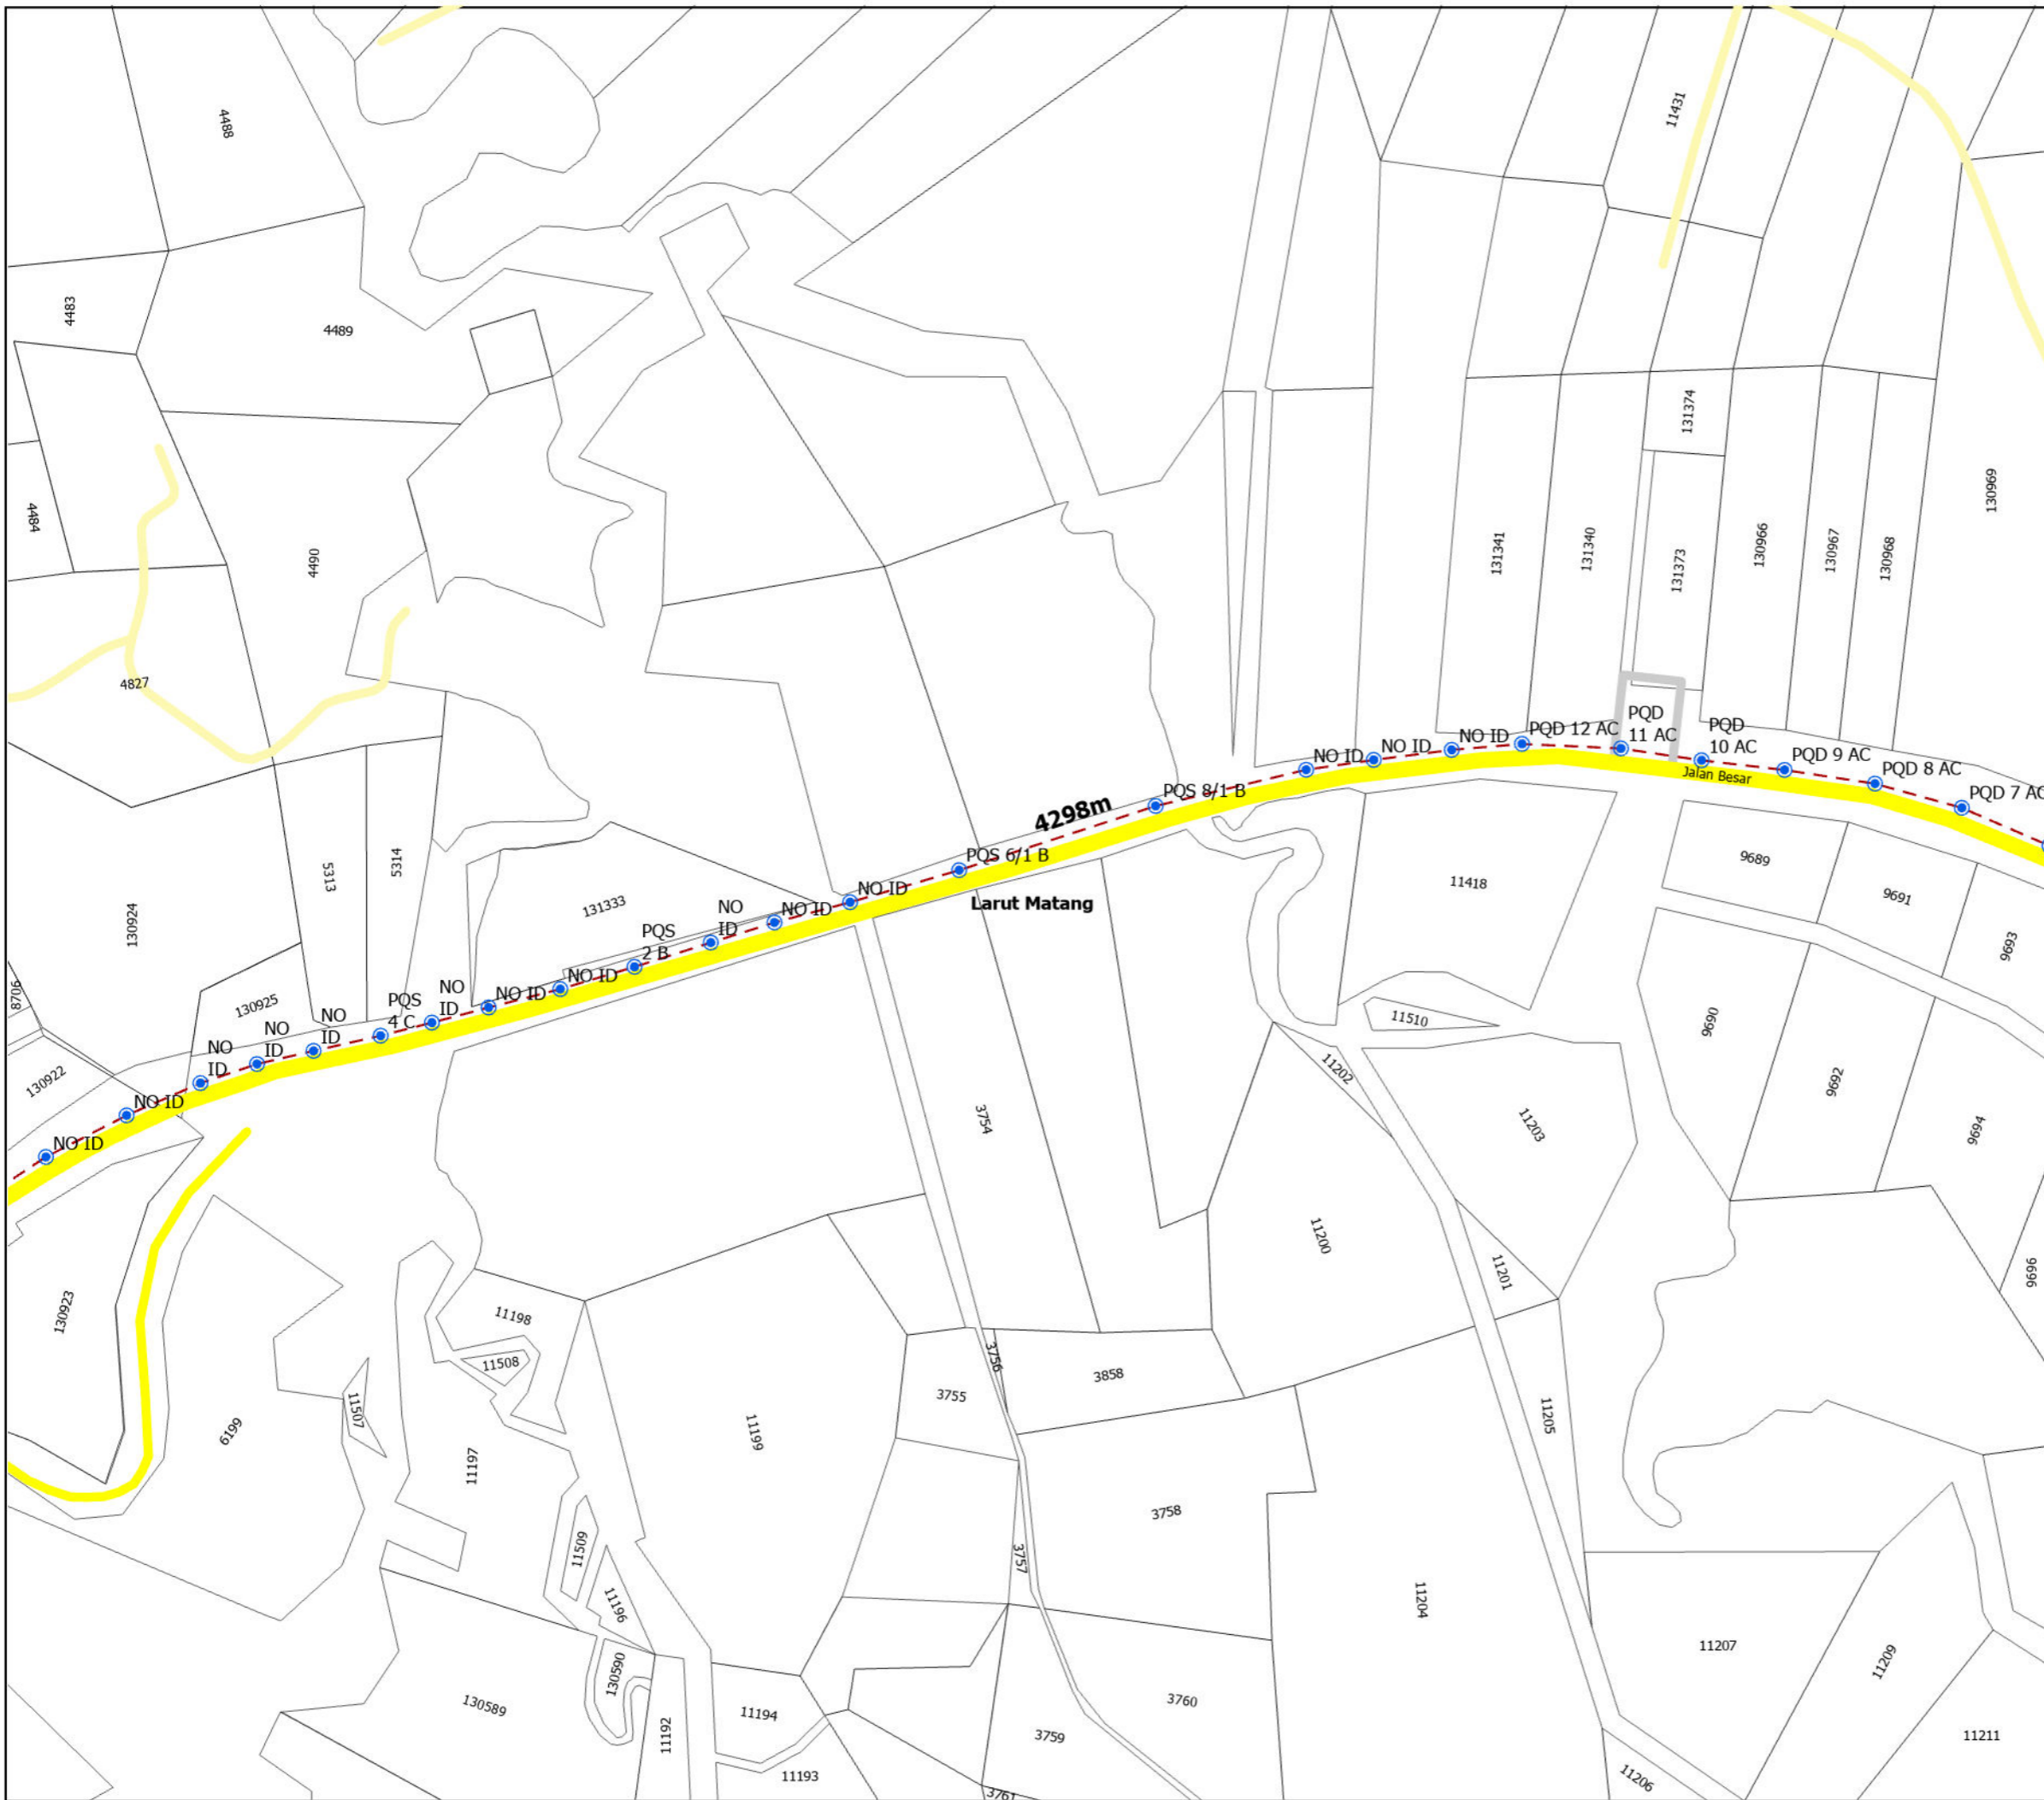 4488
11431
4483
4489
131374
130969
4484
4490
131341
131340
131373
130966
130967
130968
4827
PQD
11 AC
PQD
10 AC
PQD 12 AC
NO ID
NO ID
NO ID
PQD 9 AC
PQD 8 AC
PQD 7 AC
Jalan Besar
PQS 8/1 B
4298m
PQS 6/1 B
5313
5314
9689
11418
9691
NO ID
Larut Matang
131333
NO
ID
NO ID
130924
PQS
2 B
9693
8706
130925
NO ID
NO ID
NO
ID
PQS
4 C
NO
ID
NO
ID
NO
ID
11510
9690
130922
11202
9692
NO ID
3754
11203
9694
NO ID
11200
11201
9696
130923
11198
11508
3756
3858
3755
11507
6199
11199
11205
11197
3758
11509
3757
11196
11204
11207
11209
130590
130589
3760
11194
11192
3759
11211
11193
11206
3761